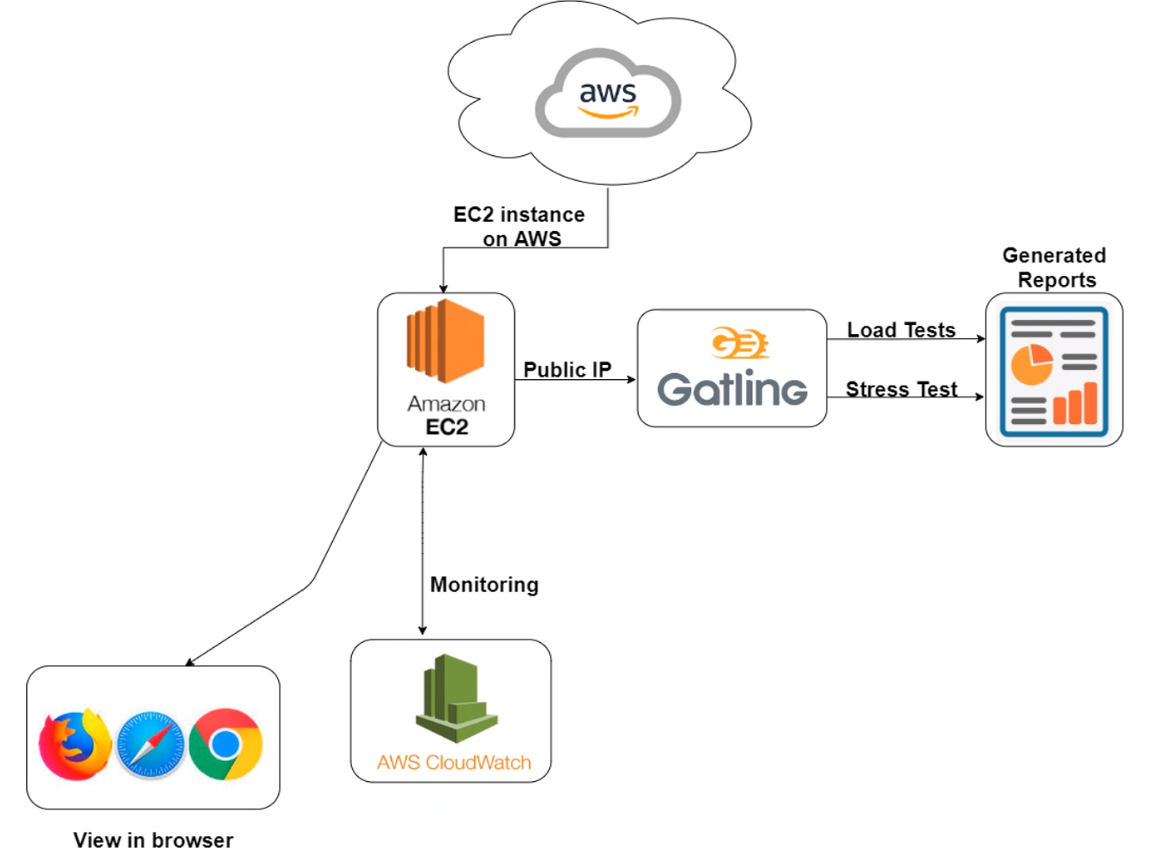 aws
EC2 instance
on AWS
Generated
Reports
Amazon
EC2
Public IP
Gatling
Load Tests
Stress Test
Monitoring
AWS CloudWatch
View in browser